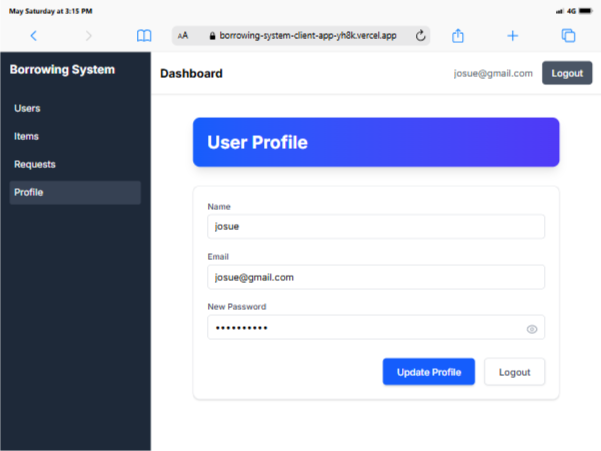 May Saturday at 3:15 PM
4G
AA borrowing-system-client-app-yh8k.vercel.app
Borrowing System
Dashboard
josue@gmail.com
Logout
Users
Items
Requests
Profile
User Profile
Name
josue
Email
josue@gmail.com
New Password
••••••••••
Update Profile
Logout